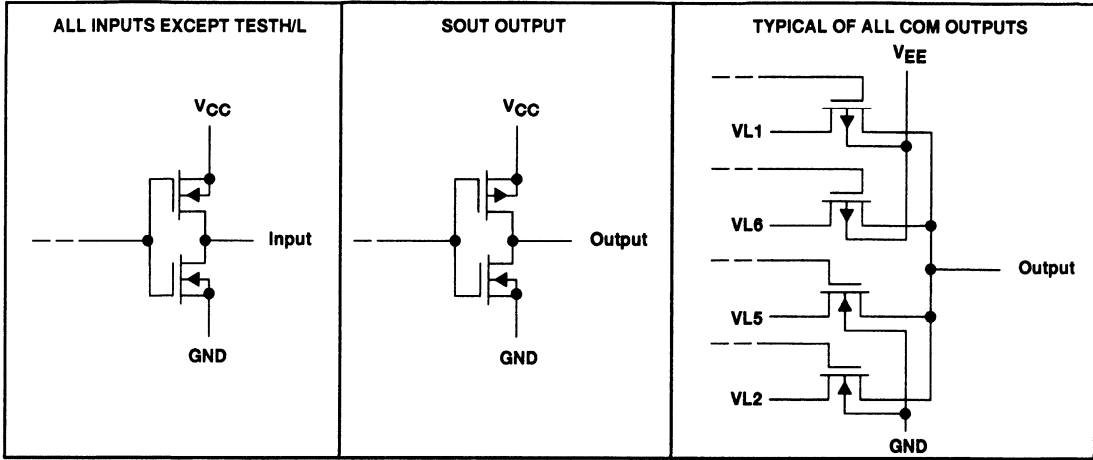 ALL INPUTS EXCEPT TESTH/L
VCC
Input
GND
SOUT OUTPUT
VCC
Output
GND
TYPICAL OF ALL COM OUTPUTS
VEE
VL1
VL6
Output
VL5
VL2
GND